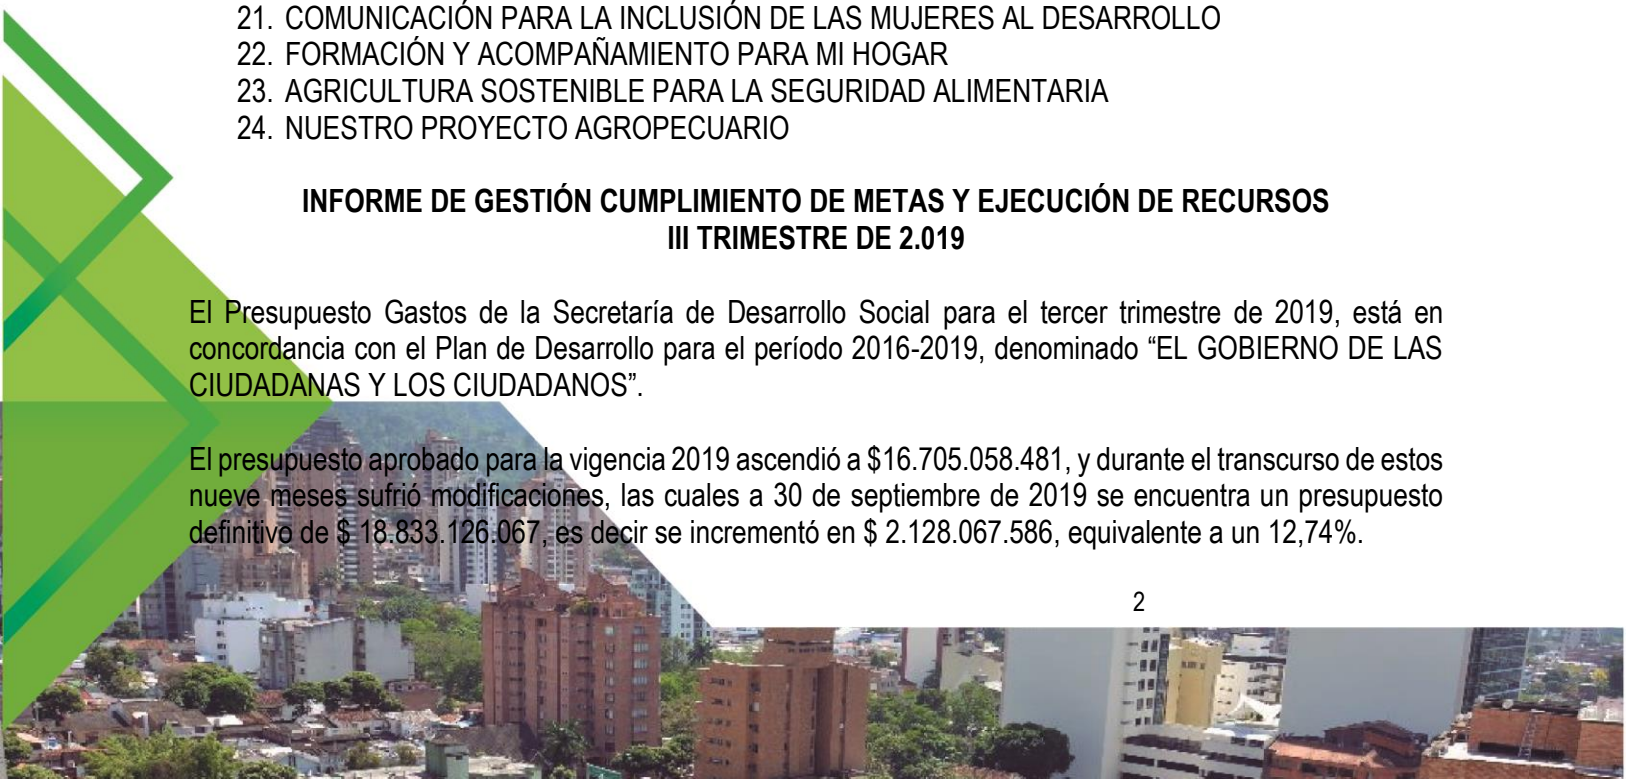 21. COMUNICACIÓN PARA LA INCLUSIÓN DE LAS MUJERES AL DESARROLLO
22. FORMACIÓN Y ACOMPAÑAMIENTO PARA MI HOGAR
23. AGRICULTURA SOSTENIBLE PARA LA SEGURIDAD ALIMENTARIA
24. NUESTRO PROYECTO AGROPECUARIO
INFORME DE GESTIÓN CUMPLIMIENTO DE METAS Y EJECUCIÓN DE RECURSOS
III TRIMESTRE DE 2.019
El Presupuesto Gastos de la Secretaría de Desarrollo Social para el tercer trimestre de 2019, está en
concordancia con el Plan de Desarrollo para el período 2016-2019, denominado “EL GOBIERNO DE LAS
CIUDADANAS Y LOS CIUDADANOS”.
El presupuesto aprobado para la vigencia 2019 ascendió a $16.705.058.481, y durante el transcurso de estos
nueve meses sufrió modificaciones, las cuales a 30 de septiembre de 2019 se encuentra un presupuesto
definitivo de $ 18.833.126.067, es decir se incrementó en $ 2.128.067.586, equivalente a un 12,74%.
2